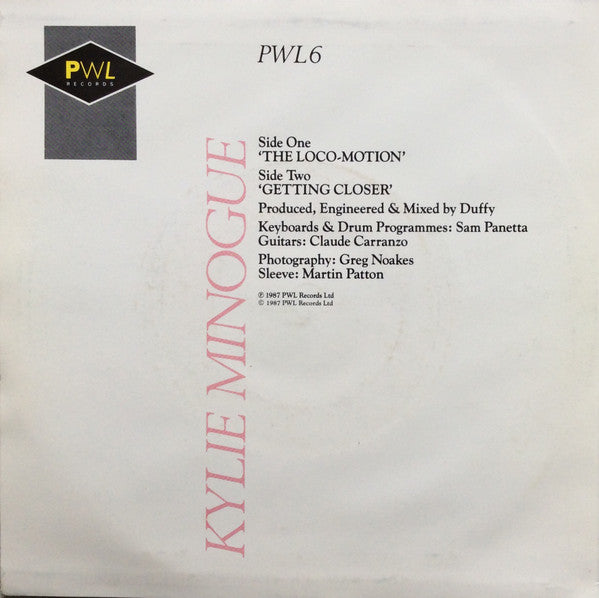 PWL
RECORDS
PWL6
KYLIE MINOGUE
Side One
‘THE LOCO-MOTION’
Side Two
‘GETTING CLOSER’
Produced, Engineered & Mixed by Duffy
Keyboards & Drum Programmes: Sam Panetta
Guitars: Claude Carranzo
Photography: Greg Noakes
Sleeve: Martin Patton
℗ 1987 PWL Records Ltd
© 1987 PWL Records Ltd